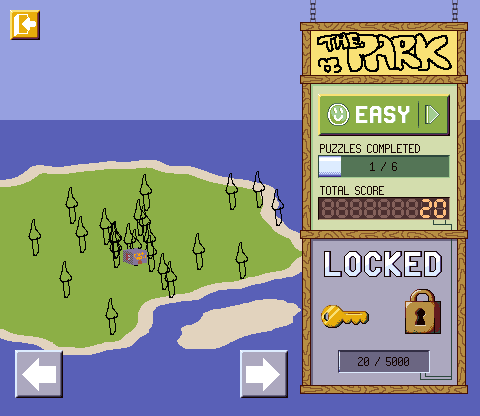 THE
PARK
EASY
PUZZLES COMPLETED
1 / 6
TOTAL SCORE
20
LOCKED
20 / 5000